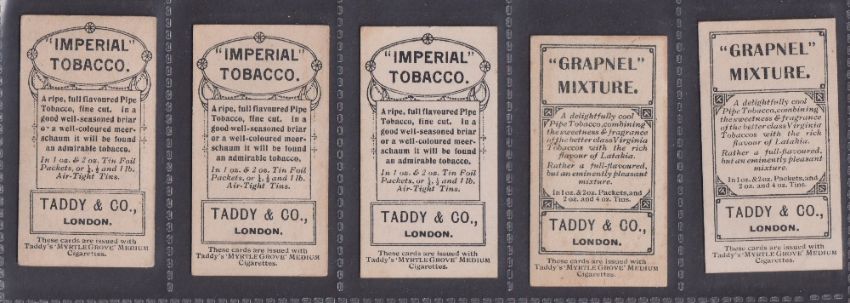 "IMPERIAL"
TOBACCO.
A ripe, full flavoured Pipe
Tobacco, fine cut. In a
good well-seasoned briar
or a well-coloured meer-
schaum it will be found
an admirable tobacco.
In 1 oz. & 2 oz. Tin Foil
Packets, or ¼, ½ and 1 lb.
Air-Tight Tins.
TADDY & CO.,
LONDON.
These cards are issued with
Taddy's 'MYRTLE GROVE' MEDIUM
Cigarettes.
"IMPERIAL"
TOBACCO.
A ripe, full flavoured Pipe
Tobacco, fine cut. In a
good well-seasoned briar
or a well-coloured meer-
schaum it will be found
an admirable tobacco.
In 1 oz. & 2 oz. Tin Foil
Packets, or ¼, ½ and 1 lb.
Air-Tight Tins.
TADDY & CO.,
LONDON.
These cards are issued with
Taddy's 'MYRTLE GROVE' MEDIUM
Cigarettes.
"IMPERIAL"
TOBACCO.
A ripe, full flavoured Pipe
Tobacco, fine cut. In a
good well-seasoned briar
or a well-coloured meer-
schaum it will be found
an admirable tobacco.
In 1 oz. & 2 oz. Tin Foil
Packets, or ¼, ½ and 1 lb.
Air-Tight Tins.
TADDY & CO.,
LONDON.
These cards are issued with
Taddy's 'MYRTLE GROVE' MEDIUM
Cigarettes.
"GRAPNEL"
MIXTURE.
A delightfully cool
Pipe Tobacco, combining
the sweetness & fragrance
of the better class Virginia
Tobaccos with the rich
flavour of Latakia.
Rather a full-flavoured,
but an eminently pleasant
mixture.
In 1 oz. & 2 oz. Packets, and
2 oz. and 4 oz. Tins.
TADDY & CO.,
LONDON.
These cards are issued with
Taddy's 'MYRTLE GROVE' MEDIUM
Cigarettes.
"GRAPNEL"
MIXTURE.
A delightfully cool
Pipe Tobacco, combining
the sweetness & fragrance
of the better class Virginia
Tobaccos with the rich
flavour of Latakia.
Rather a full-flavoured,
but an eminently pleasant
mixture.
In 1 oz. & 2 oz. Packets, and
2 oz. and 4 oz. Tins.
TADDY & CO.,
LONDON.
These cards are issued with
Taddy's 'MYRTLE GROVE' MEDIUM
Cigarettes.